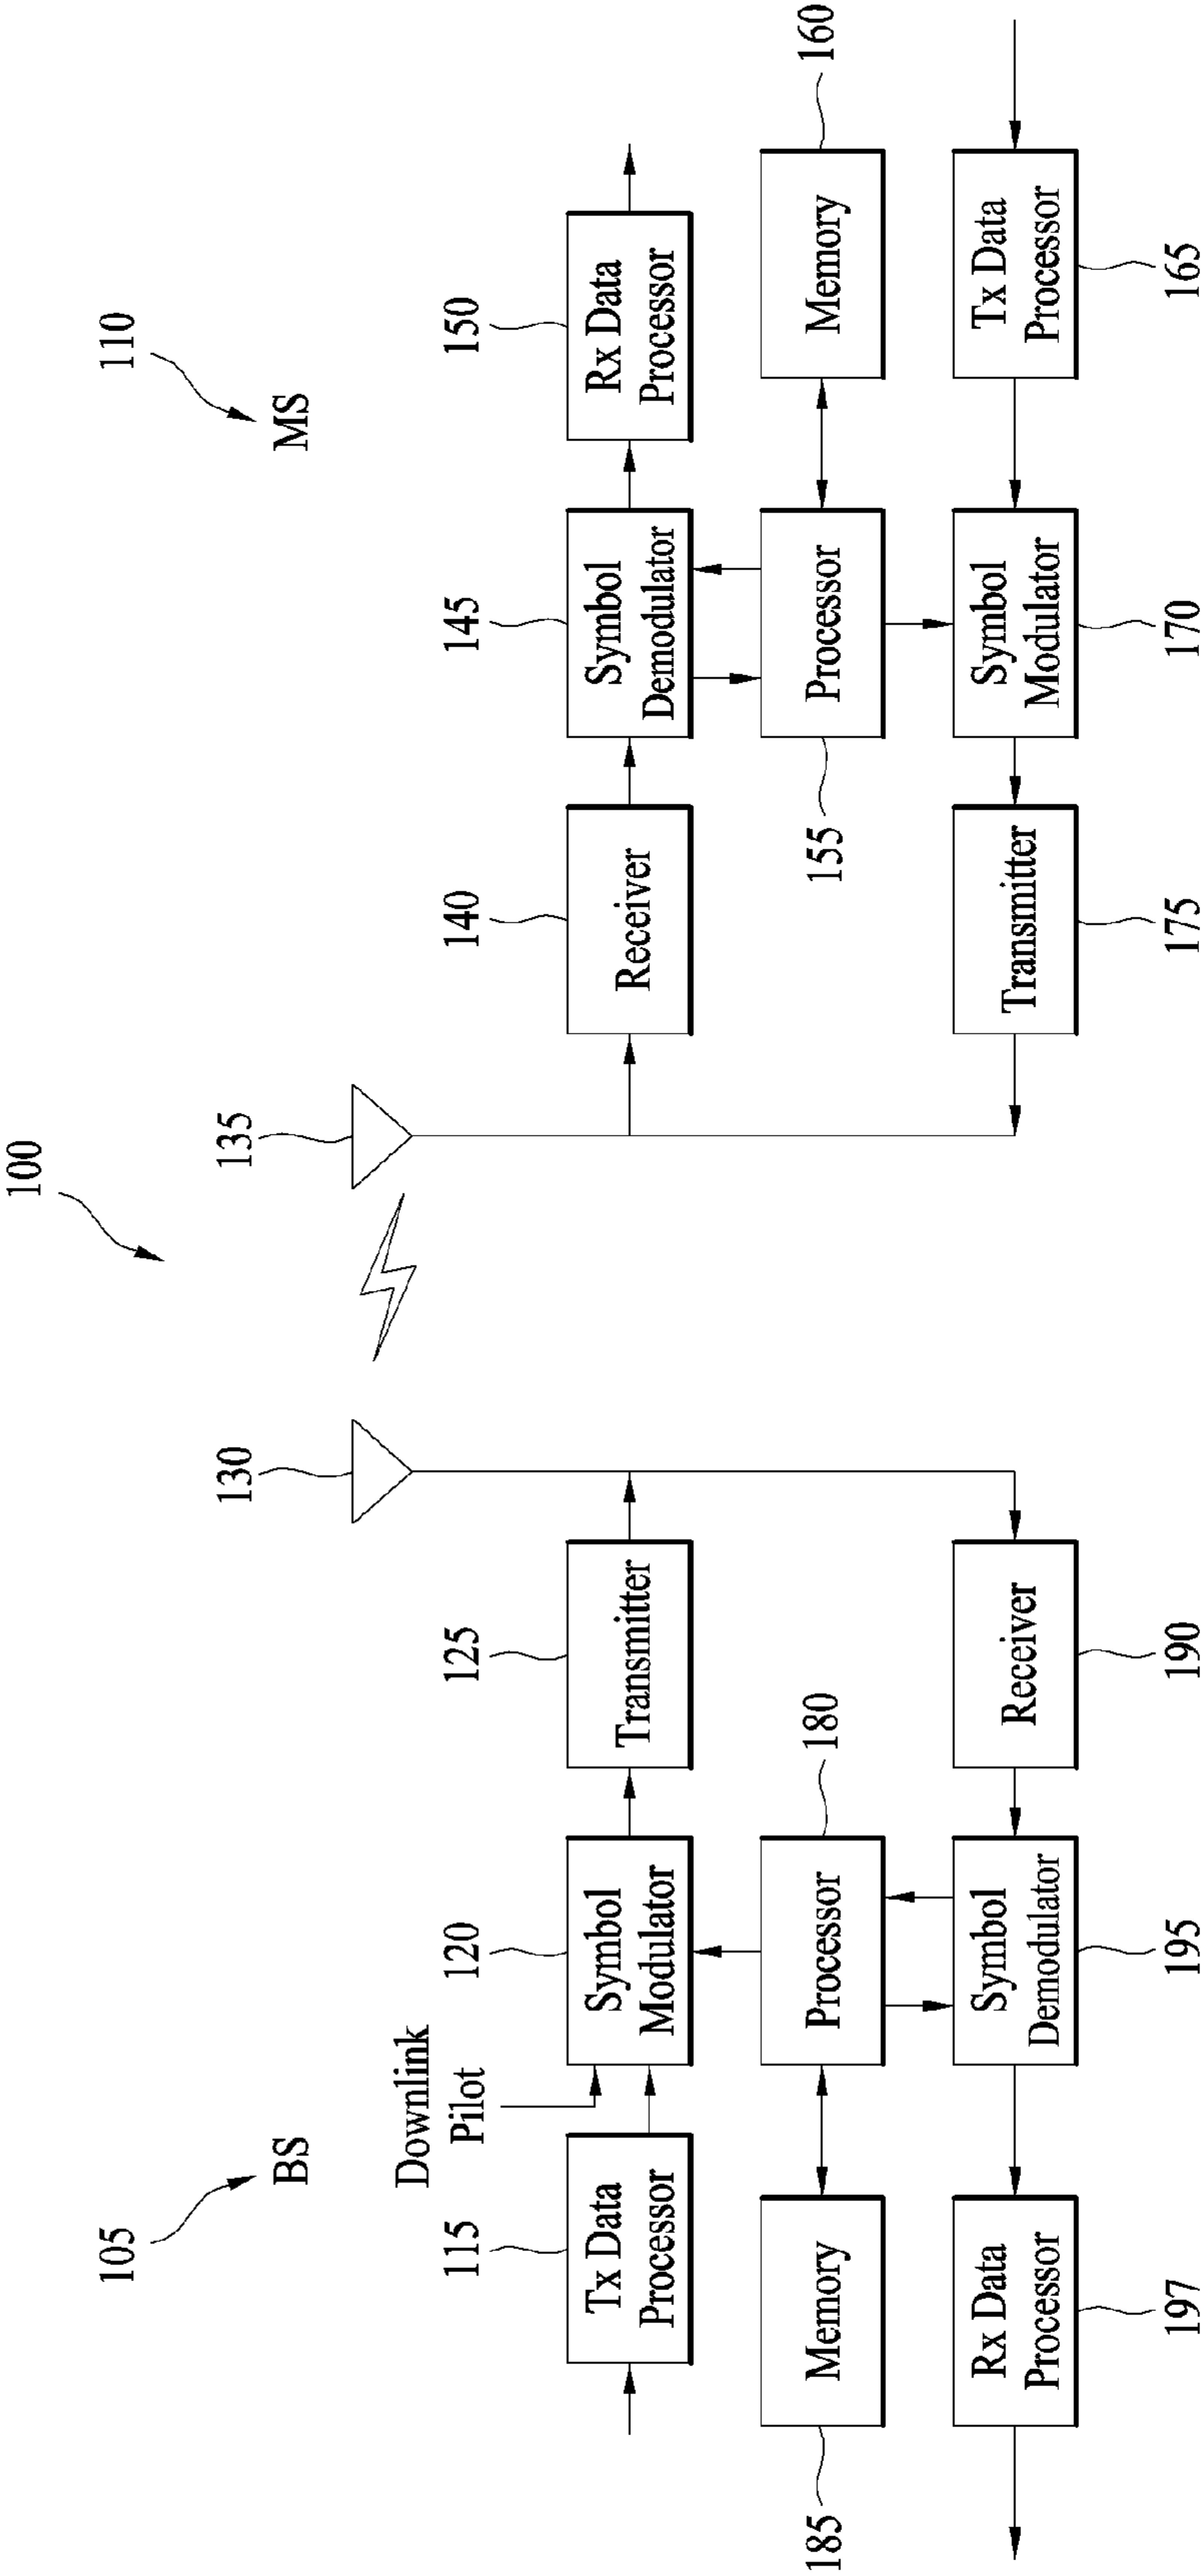 100
105
BS
110
MS
130
135
Downlink
Pilot
115
120
125
140
145
150
Tx Data
Processor
Symbol
Modulator
Transmitter
Receiver
Symbol
Demodulator
Rx Data
Processor
180
160
Memory
Processor
Processor
Memory
185
155
Rx Data
Processor
Symbol
Demodulator
Receiver
Transmitter
Symbol
Modulator
Tx Data
Processor
197
195
190
175
170
165